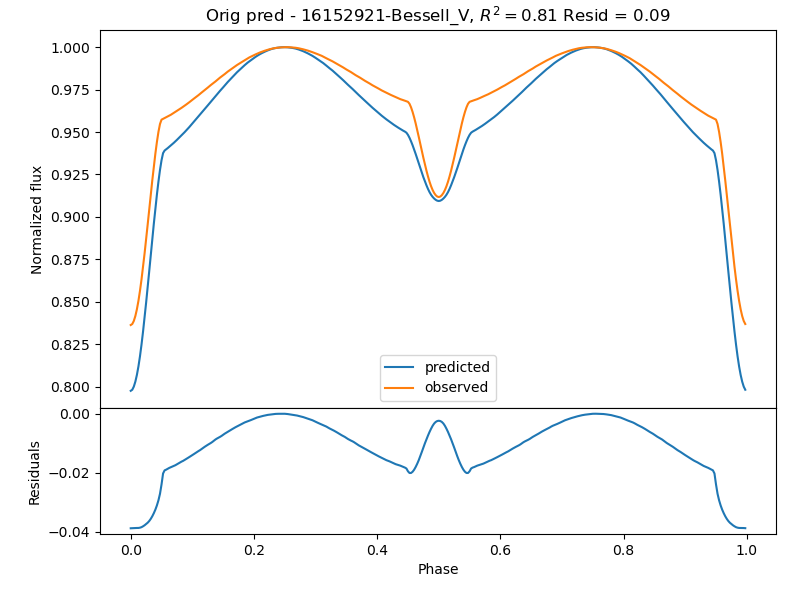 Orig pred - 16152921-Bessell_V, R² = 0.81 Resid = 0.09
1.000
0.975
0.950
0.925
0.900
0.875
0.850
0.825
0.800
Normalized flux
predicted
observed
0.00
−0.02
−0.04
Residuals
0.0 0.2 0.4 0.6 0.8 1.0
Phase